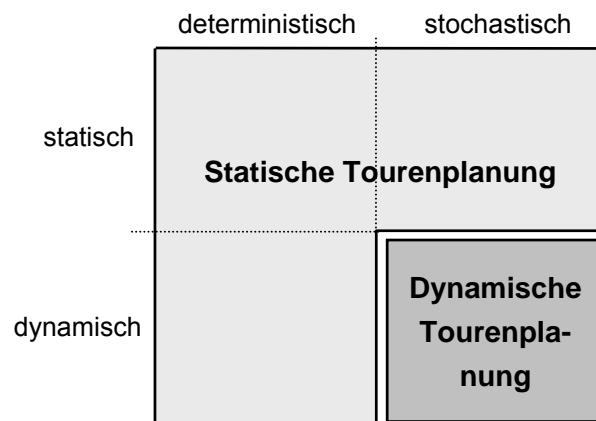 deterministisch stochastisch
statisch
Statische Tourenplanung
dynamisch
Dynamische
Tourenpla-
nung